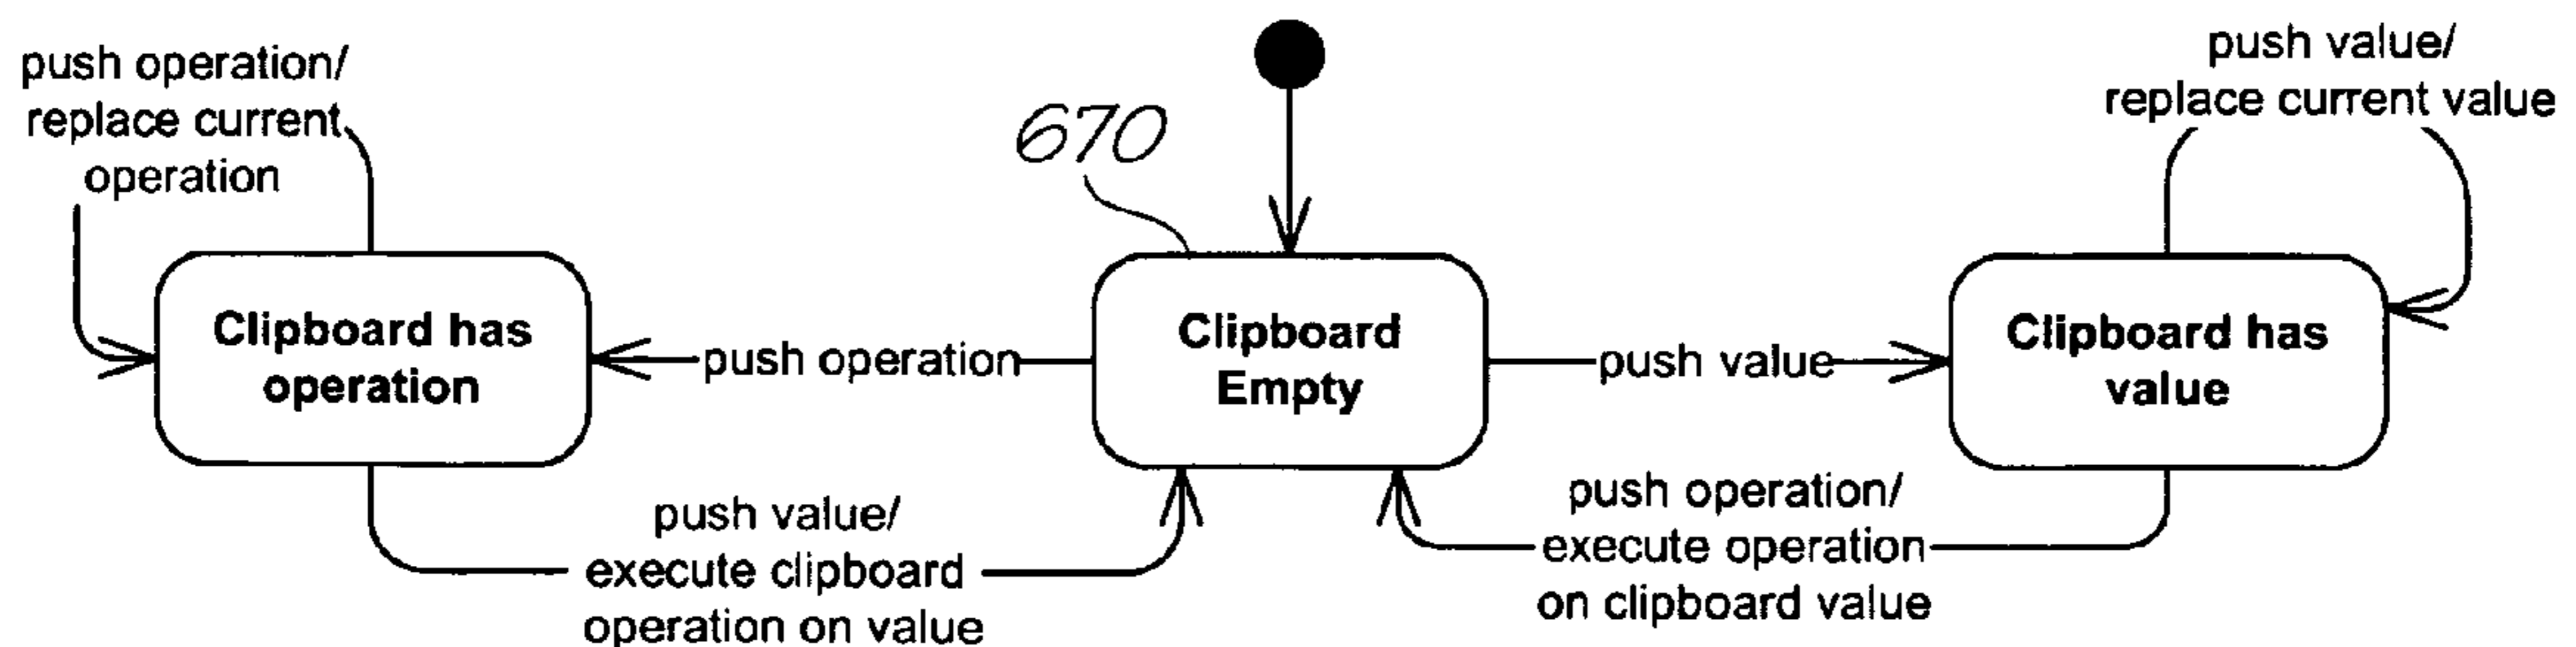 push operation/
replace current
operation
670
push value/
replace current value
Clipboard has
operation
push operation
Clipboard
Empty
push value
Clipboard has
value
push value/
execute clipboard
operation on value
push operation/
execute operation
on clipboard value